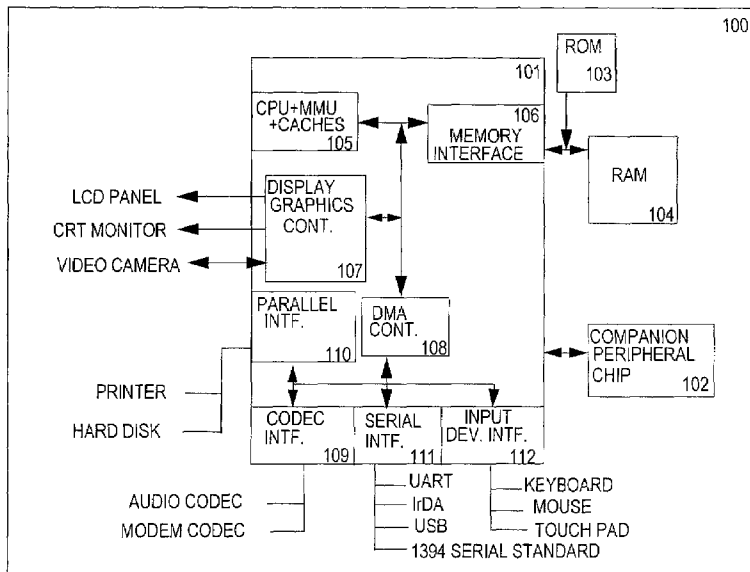 100
ROM
103
101
CPU+MMU
+CACHES
105
106
MEMORY
INTERFACE
RAM
104
LCD PANEL
CRT MONITOR
VIDEO CAMERA
DISPLAY
GRAPHICS
CONT.
107
PARALLEL
INTF.
110
DMA
CONT.
108
COMPANION
PERIPHERAL
CHIP
102
PRINTER
HARD DISK
CODEC
INTF.
109
SERIAL
INTF.
111
INPUT
DEV. INTF.
112
AUDIO CODEC
MODEM CODEC
UART
IrDA
USB
1394 SERIAL STANDARD
KEYBOARD
MOUSE
TOUCH PAD